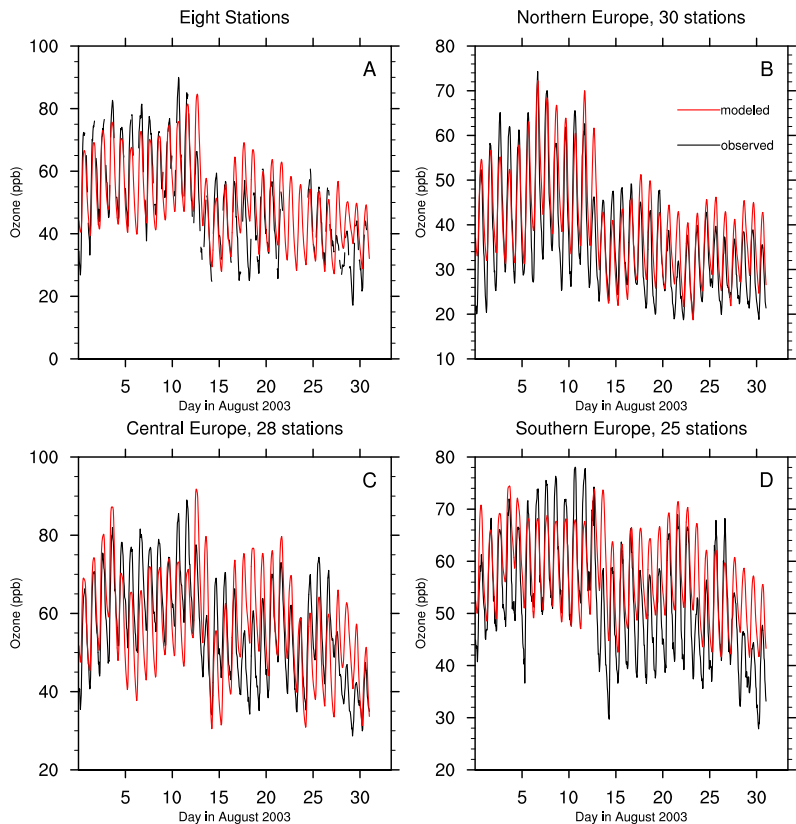 Eight Stations
Northern Europe, 30 stations
100
80
60
40
20
0
Ozone (ppb)
A
5 10 15 20 25 30
Day in August 2003
80
70
60
50
40
30
20
10
Ozone (ppb)
B
modeled
observed
5 10 15 20 25 30
Day in August 2003
Central Europe, 28 stations
Southern Europe, 25 stations
100
80
60
40
20
Ozone (ppb)
C
5 10 15 20 25 30
Day in August 2003
80
70
60
50
40
30
20
Ozone (ppb)
D
5 10 15 20 25 30
Day in August 2003